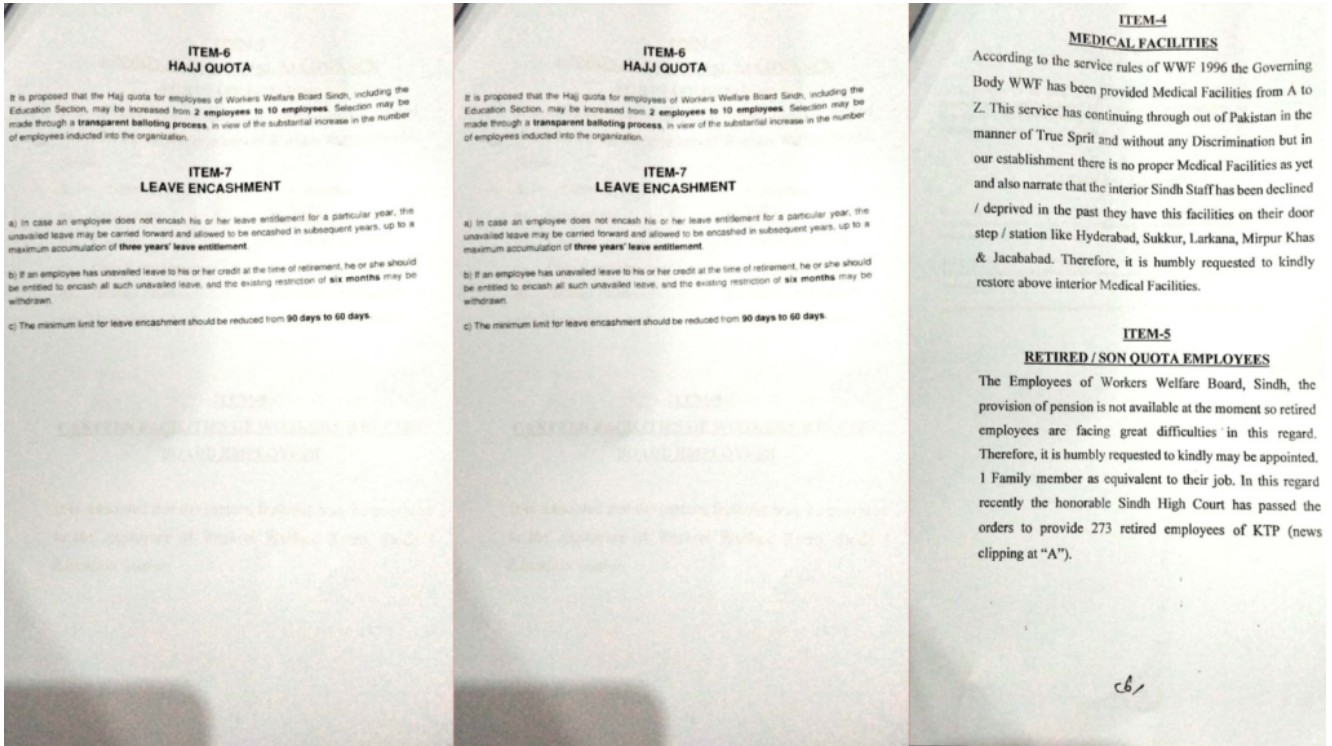 ITEM-6
HAJJ QUOTA
It is proposed that the Hajj quota for employees of Workers Welfare Board Sindh, including the
Education Section, may be increased from 2 employees to 10 employees. Selection may be
made through a transparent balloting process, in view of the substantial increase in the number
of employees inducted into the organization.
ITEM-7
LEAVE ENCASHMENT
a) In case an employee does not encash his or her leave entitlement for a particular year, the
unavailed leave may be carried forward and allowed to be encashed in subsequent years, up to a
maximum accumulation of three years' leave entitlement.
b) If an employee has unavailed leave to his or her credit at the time of retirement, he or she should
be entitled to encash all such unavailed leave, and the existing restriction of six months may be
withdrawn.
c) The minimum limit for leave encashment should be reduced from 90 days to 60 days.
ITEM-6
HAJJ QUOTA
It is proposed that the Hajj quota for employees of Workers Welfare Board Sindh, including the
Education Section, may be increased from 2 employees to 10 employees. Selection may be
made through a transparent balloting process, in view of the substantial increase in the number
of employees inducted into the organization.
ITEM-7
LEAVE ENCASHMENT
a) In case an employee does not encash his or her leave entitlement for a particular year, the
unavailed leave may be carried forward and allowed to be encashed in subsequent years, up to a
maximum accumulation of three years' leave entitlement.
b) If an employee has unavailed leave to his or her credit at the time of retirement, he or she should
be entitled to encash all such unavailed leave, and the existing restriction of six months may be
withdrawn.
c) The minimum limit for leave encashment should be reduced from 90 days to 60 days.
ITEM-4
MEDICAL FACILITIES
According to the service rules of WWF 1996 the Governing
Body WWF has been provided Medical Facilities from A to
Z. This service has continuing through out of Pakistan in the
manner of True Sprit and without any Discrimination but in
our establishment there is no proper Medical Facilities as yet
and also narrate that the interior Sindh Staff has been declined
/ deprived in the past they have this facilities on their door
step / station like Hyderabad, Sukkur, Larkana, Mirpur Khas
& Jacababad. Therefore, it is humbly requested to kindly
restore above interior Medical Facilities.
ITEM-5
RETIRED / SON QUOTA EMPLOYEES
The Employees of Workers Welfare Board, Sindh, the
provision of pension is not available at the moment so retired
employees are facing great difficulties in this regard.
Therefore, it is humbly requested to kindly may be appointed.
1 Family member as equivalent to their job. In this regard
recently the honorable Sindh High Court has passed the
orders to provide 273 retired employees of KTP (news
clipping at “A”).